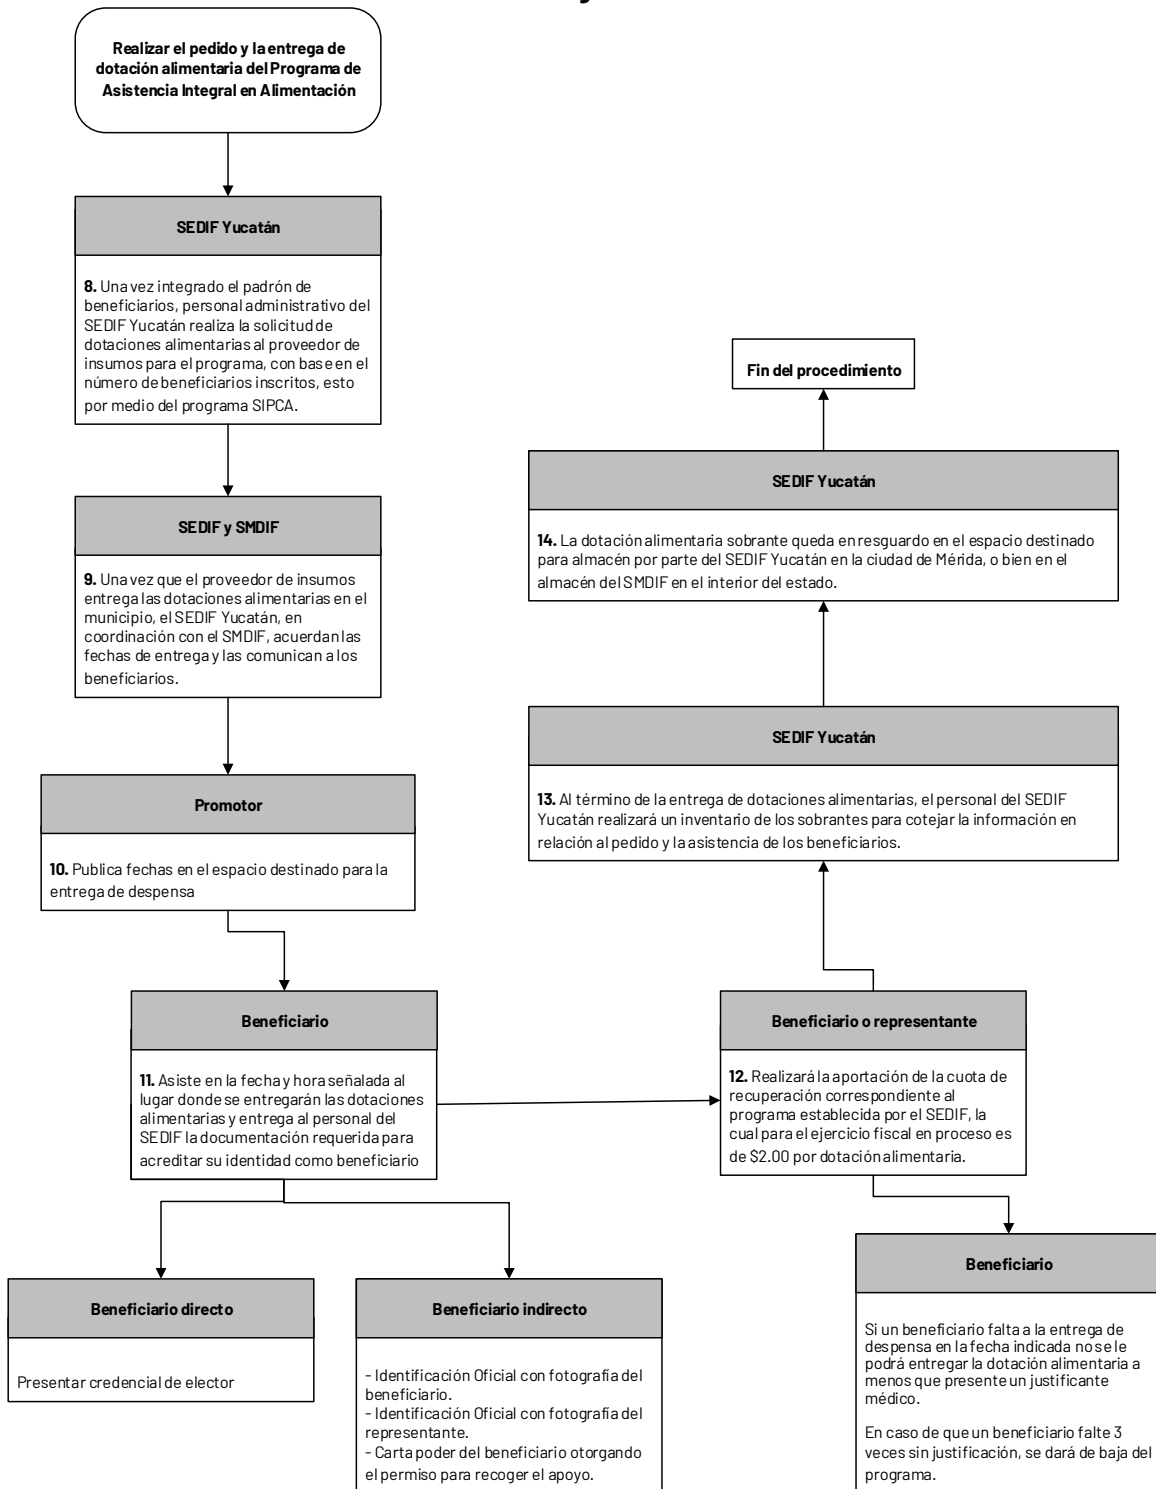 Realizar el pedido y la entrega de
dotación alimentaria del Programa de
Asistencia Integral en Alimentación
SEDIF Yucatán
8. Una vez integrado el padrón de
beneficiarios, personal administrativo del
SEDIF Yucatán realiza la solicitud de
dotaciones alimentarias al proveedor de
insumos para el programa, con base en el
número de beneficiarios inscritos, esto
por medio del programa SIPCA.
SEDIF y SMDIF
9. Una vez que el proveedor de insumos
entrega las dotaciones alimentarias en el
municipio, el SEDIF Yucatán, en
coordinación con el SMDIF, acuerdan las
fechas de entrega y las comunican a los
beneficiarios.
Promotor
10. Publica fechas en el espacio destinado para la
entrega de despensa
Beneficiario
11. Asiste en la fecha y hora señalada al
lugar donde se entregarán las dotaciones
alimentarias y entrega al personal del
SEDIF la documentación requerida para
acreditar su identidad como beneficiario
Beneficiario directo
Presentar credencial de elector
Beneficiario indirecto
- Identificación Oficial con fotografía del
beneficiario.
- Identificación Oficial con fotografía del
representante.
- Carta poder del beneficiario otorgando
el permiso para recoger el apoyo.
Beneficiario o representante
12. Realizará la aportación de la cuota de
recuperación correspondiente al
programa establecida por el SEDIF, la
cual para el ejercicio fiscal en proceso es
de $2.00 por dotación alimentaria.
Beneficiario
Si un beneficiario falta a la entrega de
despensa en la fecha indicada no se le
podrá entregar la dotación alimentaria a
menos que presente un justificante
médico.
En caso de que un beneficiario falte 3
veces sin justificación, se dará de baja del
programa.
SEDIF Yucatán
13. Al término de la entrega de dotaciones alimentarias, el personal del SEDIF
Yucatán realizará un inventario de los sobrantes para cotejar la información en
relación al pedido y la asistencia de los beneficiarios.
SEDIF Yucatán
14. La dotación alimentaria sobrante queda en resguardo en el espacio destinado
para almacén por parte del SEDIF Yucatán en la ciudad de Mérida, o bien en el
almacén del SMDIF en el interior del estado.
Fin del procedimiento